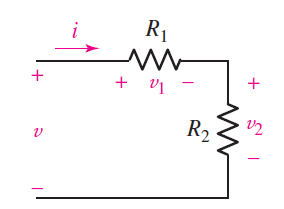 i R₁
+ + v₁ − +
v R₂ v₂
− −